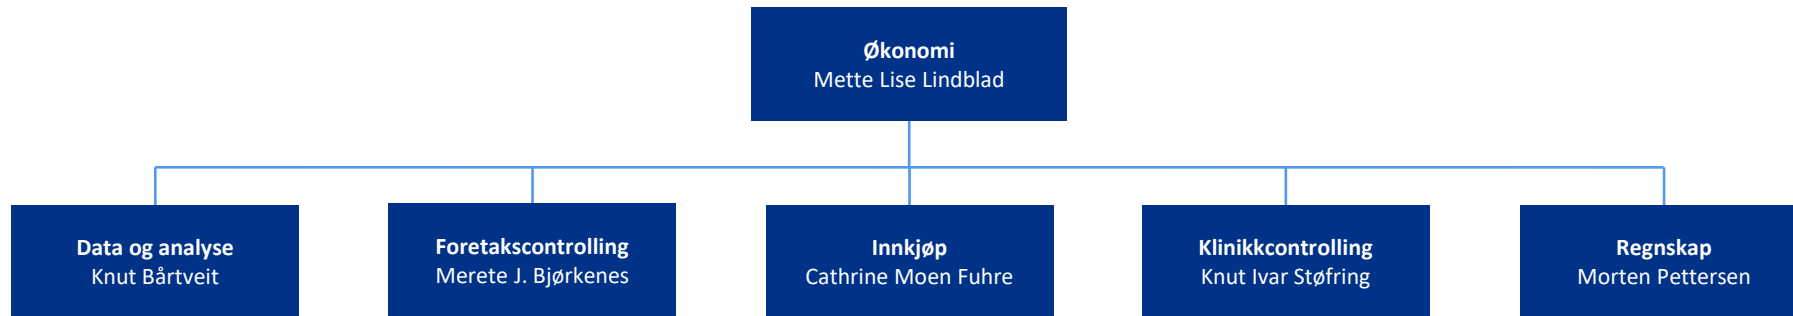 Økonomi
Mette Lise Lindblad
Data og analyse
Knut Bårtveit
Foretakscontrolling
Merete J. Bjørkenes
Innkjøp
Cathrine Moen Fuhre
Klinikkcontrolling
Knut Ivar Støfring
Regnskap
Morten Pettersen